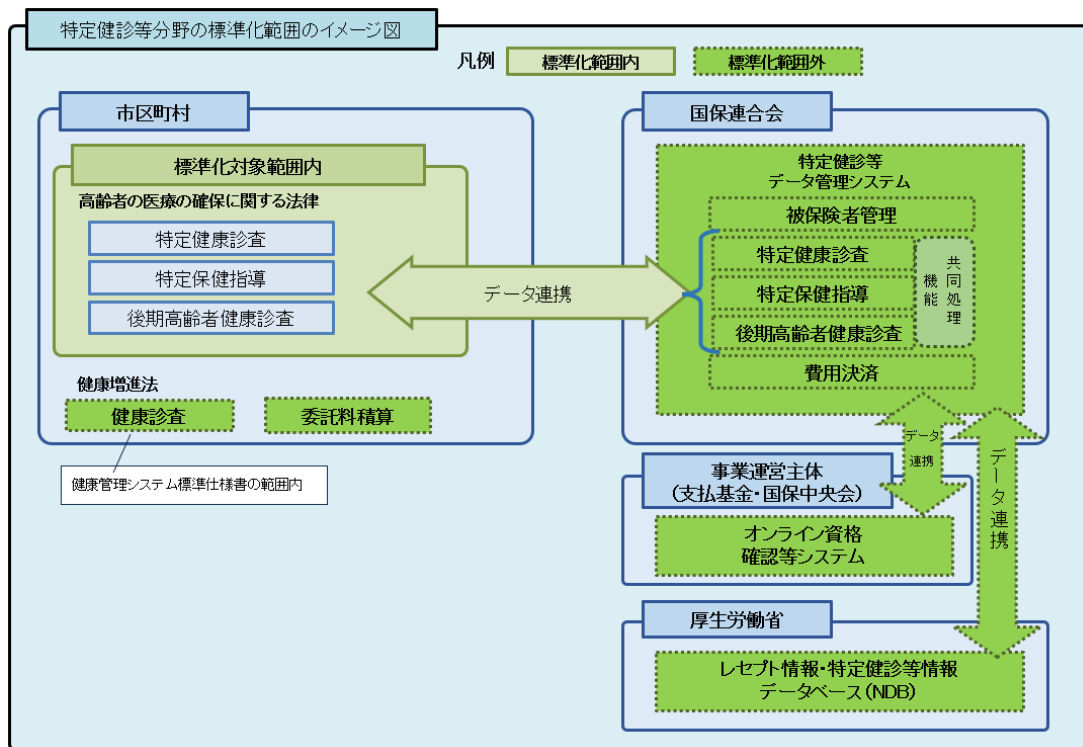 特定健診等分野の標準化範囲のイメージ図
凡例
標準化範囲内
標準化範囲外
市区町村
標準化対象範囲内
高齢者の医療の確保に関する法律
特定健康診査
特定保健指導
後期高齢者健康診査
健康増進法
健康診査
委託料積算
健康管理システム標準仕様書の範囲内
データ連携
国保連合会
特定健診等
データ管理システム
被保険者管理
特定健康診査
特定保健指導
後期高齢者健康診査
共同処理
機能
費用決済
データ
連携
データ連携
事業運営主体
(支払基金・国保中央会)
オンライン資格
確認等システム
厚生労働省
レセプト情報・特定健診等情報
データベース(NDB)